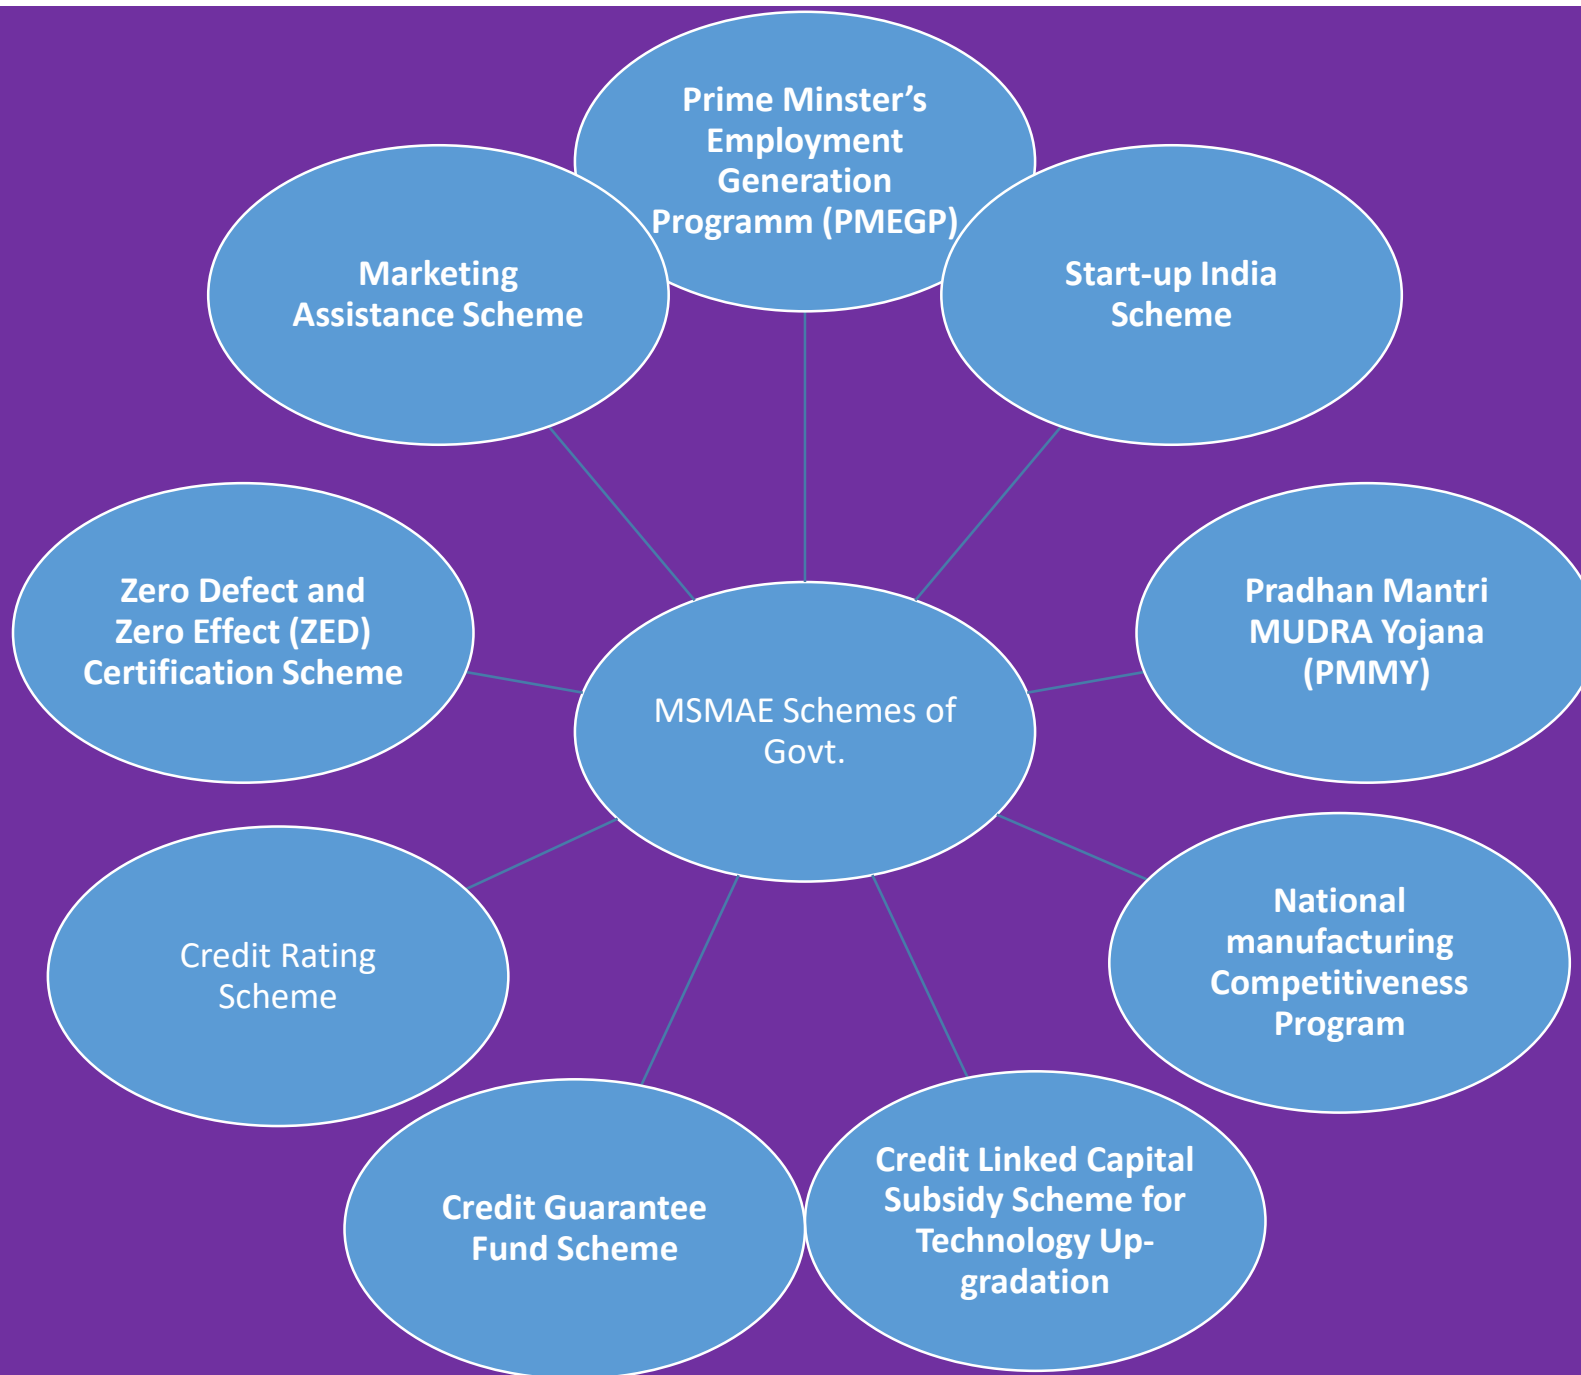 Prime Minster’s
Employment
Generation
Programm (PMEGP)
Marketing
Assistance Scheme
Start-up India
Scheme
Zero Defect and
Zero Effect (ZED)
Certification Scheme
Pradhan Mantri
MUDRA Yojana
(PMMY)
MSMAE Schemes of
Govt.
National
manufacturing
Competitiveness
Program
Credit Rating
Scheme
Credit Guarantee
Fund Scheme
Credit Linked Capital
Subsidy Scheme for
Technology Up-
gradation